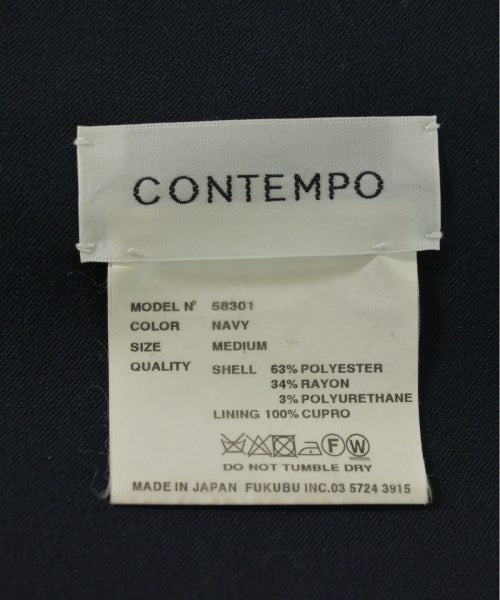 CONTEMPO
MODEL Nº 58301
COLOR NAVY
SIZE MEDIUM
QUALITY SHELL 63% POLYESTER
34% RAYON
3% POLYURETHANE
LINING 100% CUPRO
F W
DO NOT TUMBLE DRY
MADE IN JAPAN FUKUBU INC.03 5724 3915